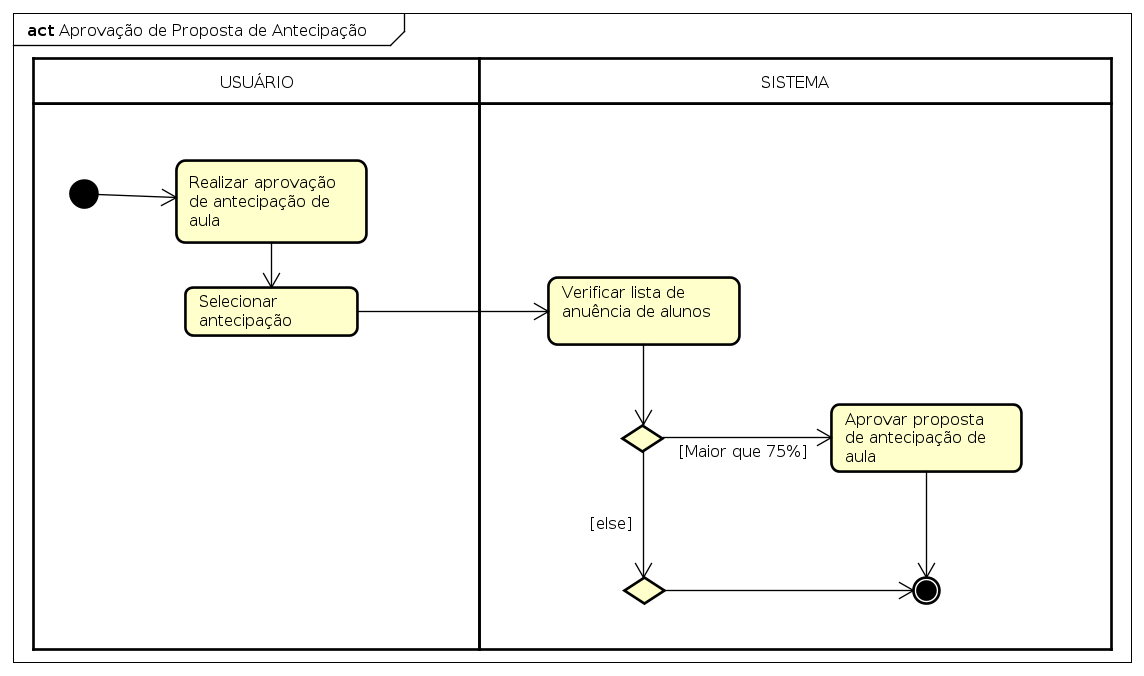 act Aprovação de Proposta de Antecipação
USUÁRIO
SISTEMA
Realizar aprovação
de antecipação de
aula
Selecionar
antecipação
Verificar lista de
anuência de alunos
Aprovar proposta
de antecipação de
aula
[Maior que 75%]
[else]